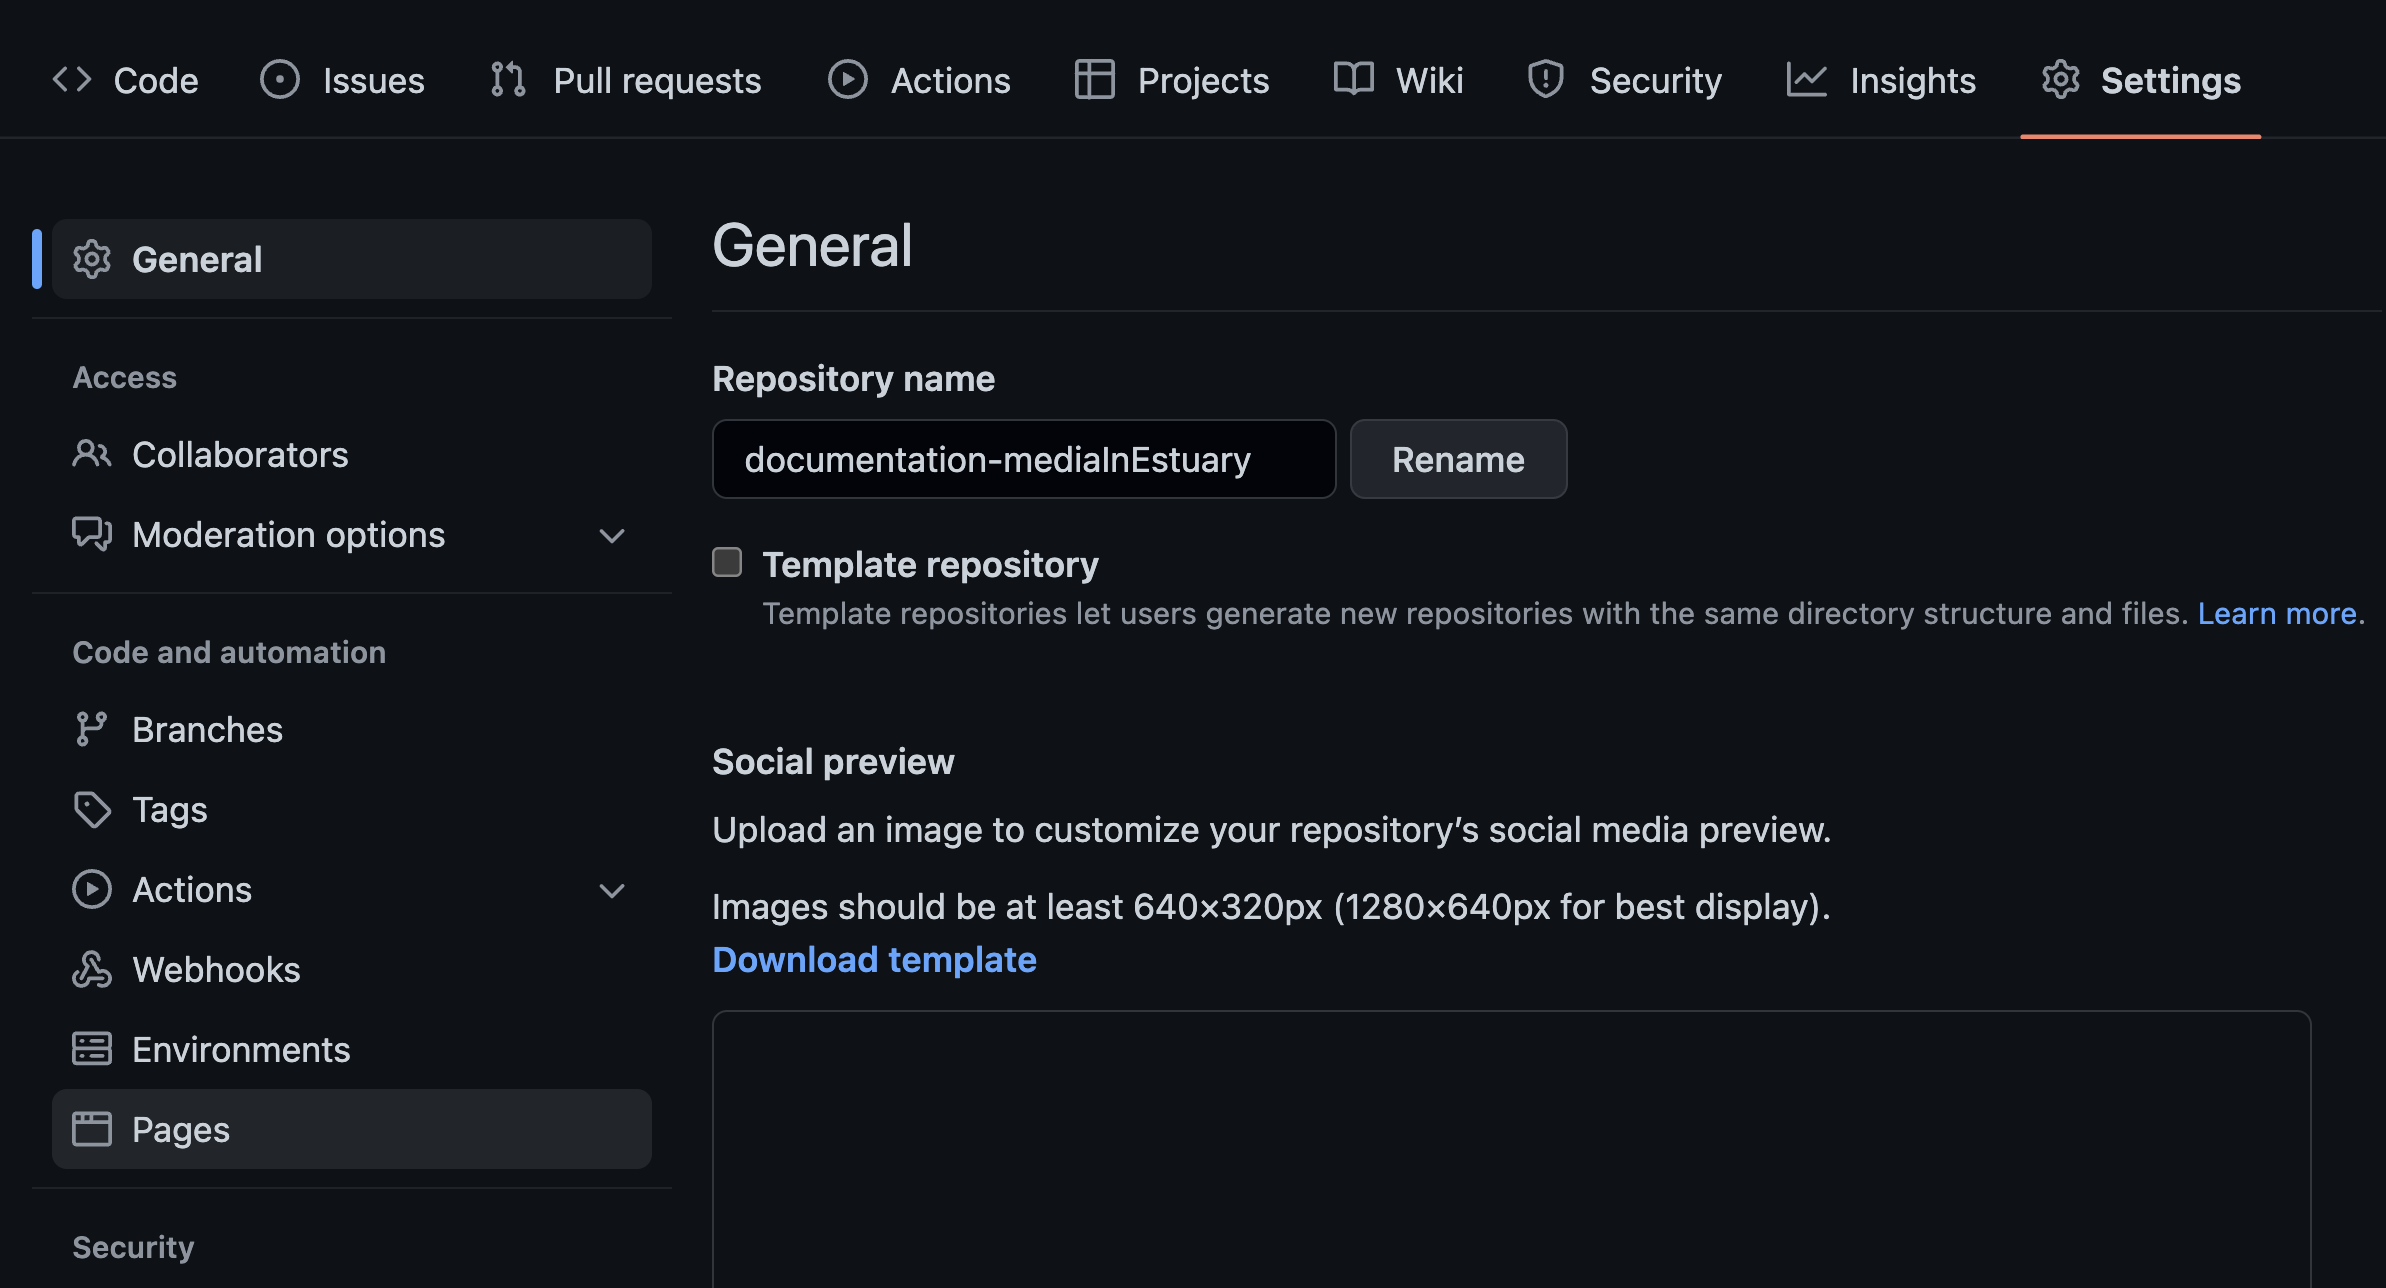 Code Issues Pull requests Actions Projects Wiki Security Insights Settings
General
Access
Collaborators
Moderation options
Code and automation
Branches
Tags
Actions
Webhooks
Environments
Pages
Security
General
Repository name
documentation-mediaInEstuary Rename
Template repository
Template repositories let users generate new repositories with the same directory structure and files. Learn more.
Social preview
Upload an image to customize your repository’s social media preview.
Images should be at least 640×320px (1280×640px for best display).
Download template